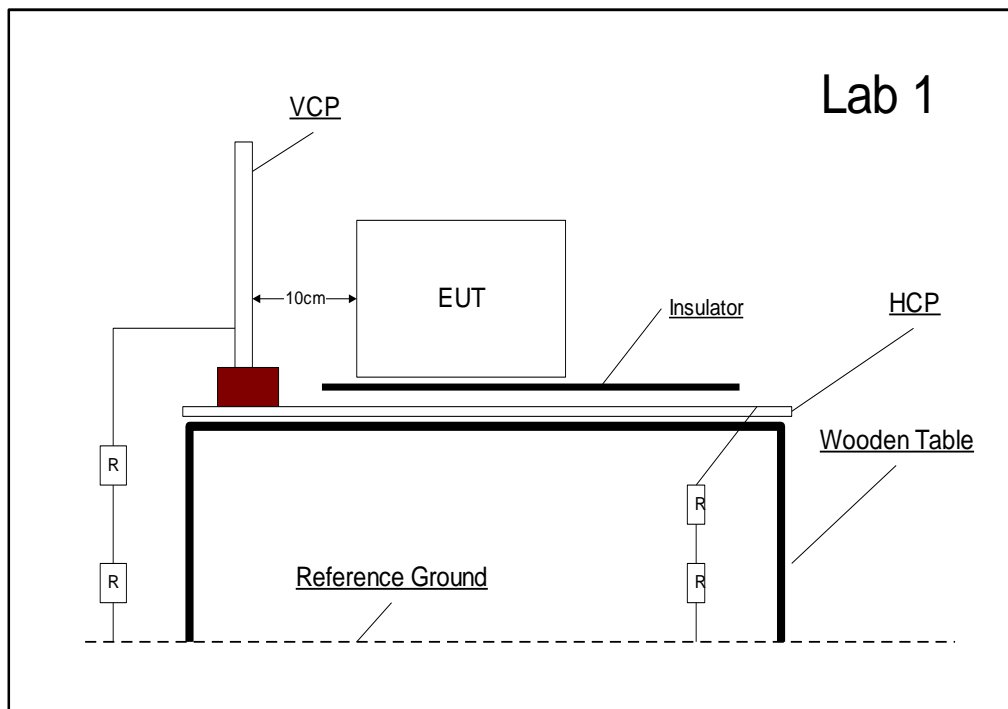 Lab 1
VCP
10cm
EUT
Insulator
HCP
Wooden Table
R
R
R
R
Reference Ground